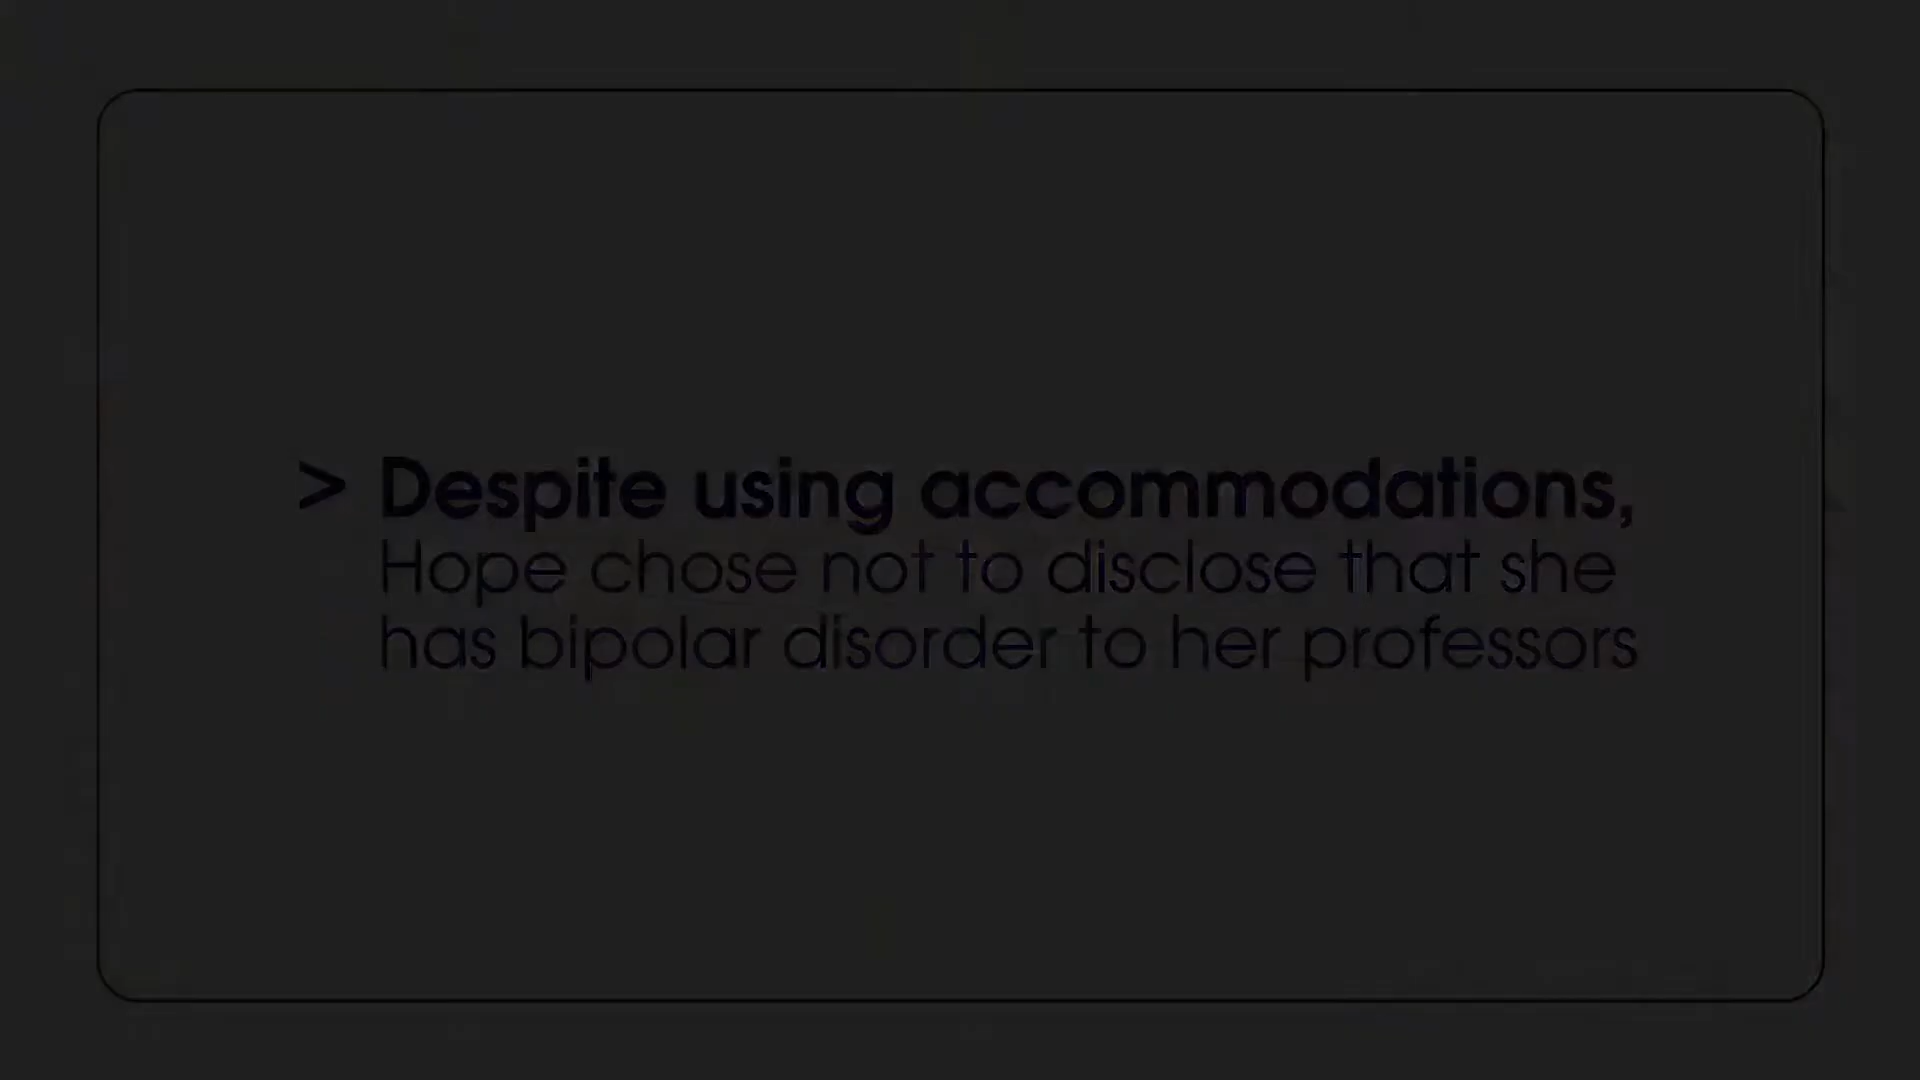 > Despite using accommodations,
Hope chose not to disclose that she
has bipolar disorder to her professors